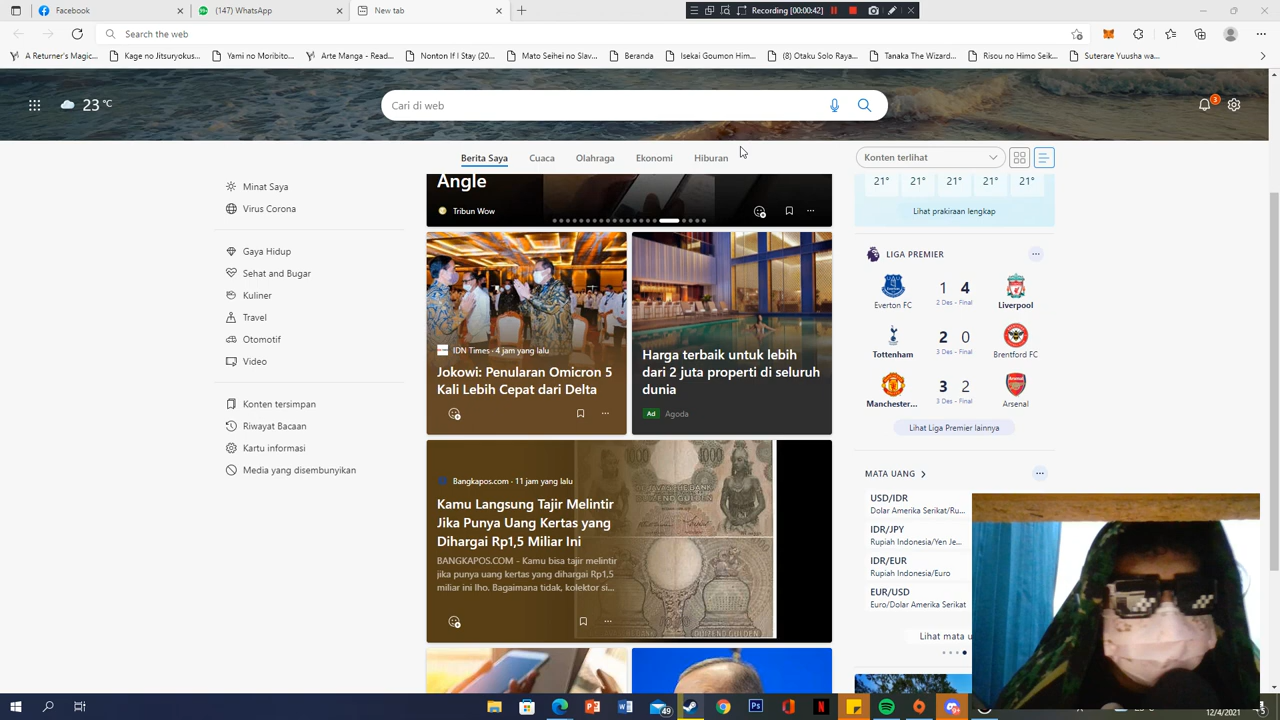 Facebook
(147) WhatsApp
New tab
Recording [00:00:42]
Search the web
A Returner's Magic...
Kage no Jitsuryokus...
Yami no Moribito...
Arte Manga - Read...
Nonton If I Stay (20...
Mato Seihei no Slav...
Beranda
Isekai Goumon Him...
(8) Otaku Solo Raya...
Tanaka The Wizard...
Risou no Himo Seik...
Suterare Yuusha wa...
23 °C
Cari di web
3
Berita Saya
Cuaca
Olahraga
Ekonomi
Hiburan
Konten terlihat
Minat Saya
Virus Corona
Gaya Hidup
Sehat and Bugar
Kuliner
Travel
Otomotif
Video
Konten tersimpan
Riwayat Bacaan
Kartu informasi
Media yang disembunyikan
Angle
Tribun Wow
IDN Times · 4 jam yang lalu
Jokowi: Penularan Omicron 5
Kali Lebih Cepat dari Delta
Harga terbaik untuk lebih
dari 2 juta properti di seluruh
dunia
Ad Agoda
Bangkapos.com · 11 jam yang lalu
Kamu Langsung Tajir Melintir
Jika Punya Uang Kertas yang
Dihargai Rp1,5 Miliar Ini
BANGKAPOS.COM - Kamu bisa tajir melintir
jika punya uang kertas yang dihargai Rp1,5
miliar ini lho. Bagaimana tidak, kolektor si...
1000
21° 21° 21° 21° 21°
Lihat prakiraan lengkap
LIGA PREMIER
Everton FC
1 4
2 Des - Final
Liverpool
Tottenham
2 0
3 Des - Final
Brentford FC
Manchester...
3 2
3 Des - Final
Arsenal
Lihat Liga Premier lainnya
MATA UANG
USD/IDR
Dolar Amerika Serikat/Ru...
IDR/JPY
Rupiah Indonesia/Yen Je...
IDR/EUR
Rupiah Indonesia/Euro
EUR/USD
Euro/Dolar Amerika Serikat
Lihat mata u
49
12/4/2021